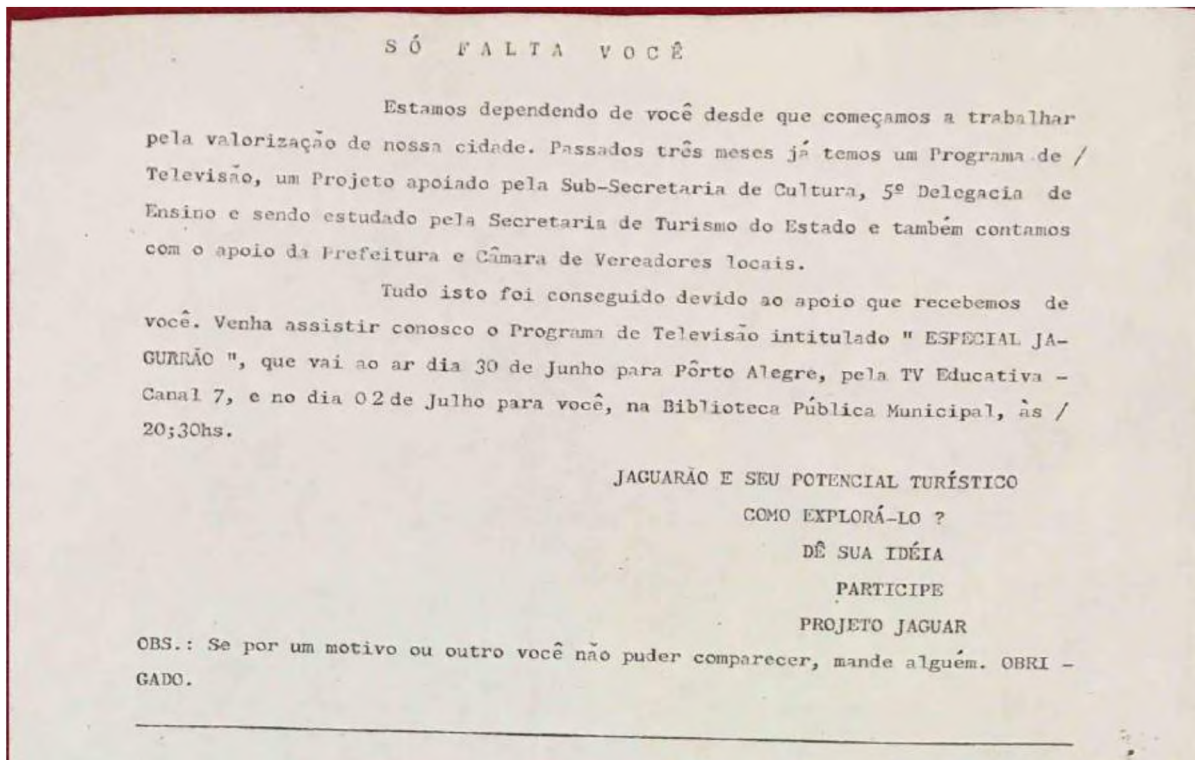 SÓ FALTA VOCÊ
Estamos dependendo de você desde que começamos a trabalhar
pela valorização de nossa cidade. Passados três meses já temos um Programa de /
Televisão, um Projeto apoiado pela Sub-Secretaria de Cultura, 5º Delegacia de
Ensino e sendo estudado pela Secretaria de Turismo do Estado e também contamos
com o apoio da Prefeitura e Câmara de Vereadores locais.
Tudo isto foi conseguido devido ao apoio que recebemos de
você. Venha assistir conosco o Programa de Televisão intitulado " ESPECIAL JA-
GURRÃO ", que vai ao ar dia 30 de Junho para Pôrto Alegre, pela TV Educativa -
Canal 7, e no dia 02 de Julho para você, na Biblioteca Pública Municipal, às /
20;30hs.
JAGUARÃO E SEU POTENCIAL TURÍSTICO
COMO EXPLORÁ-LO ?
DÊ SUA IDÉIA
PARTICIPE
PROJETO JAGUAR
OBS.: Se por um motivo ou outro você não puder comparecer, mande alguém. OBRI -
GADO.